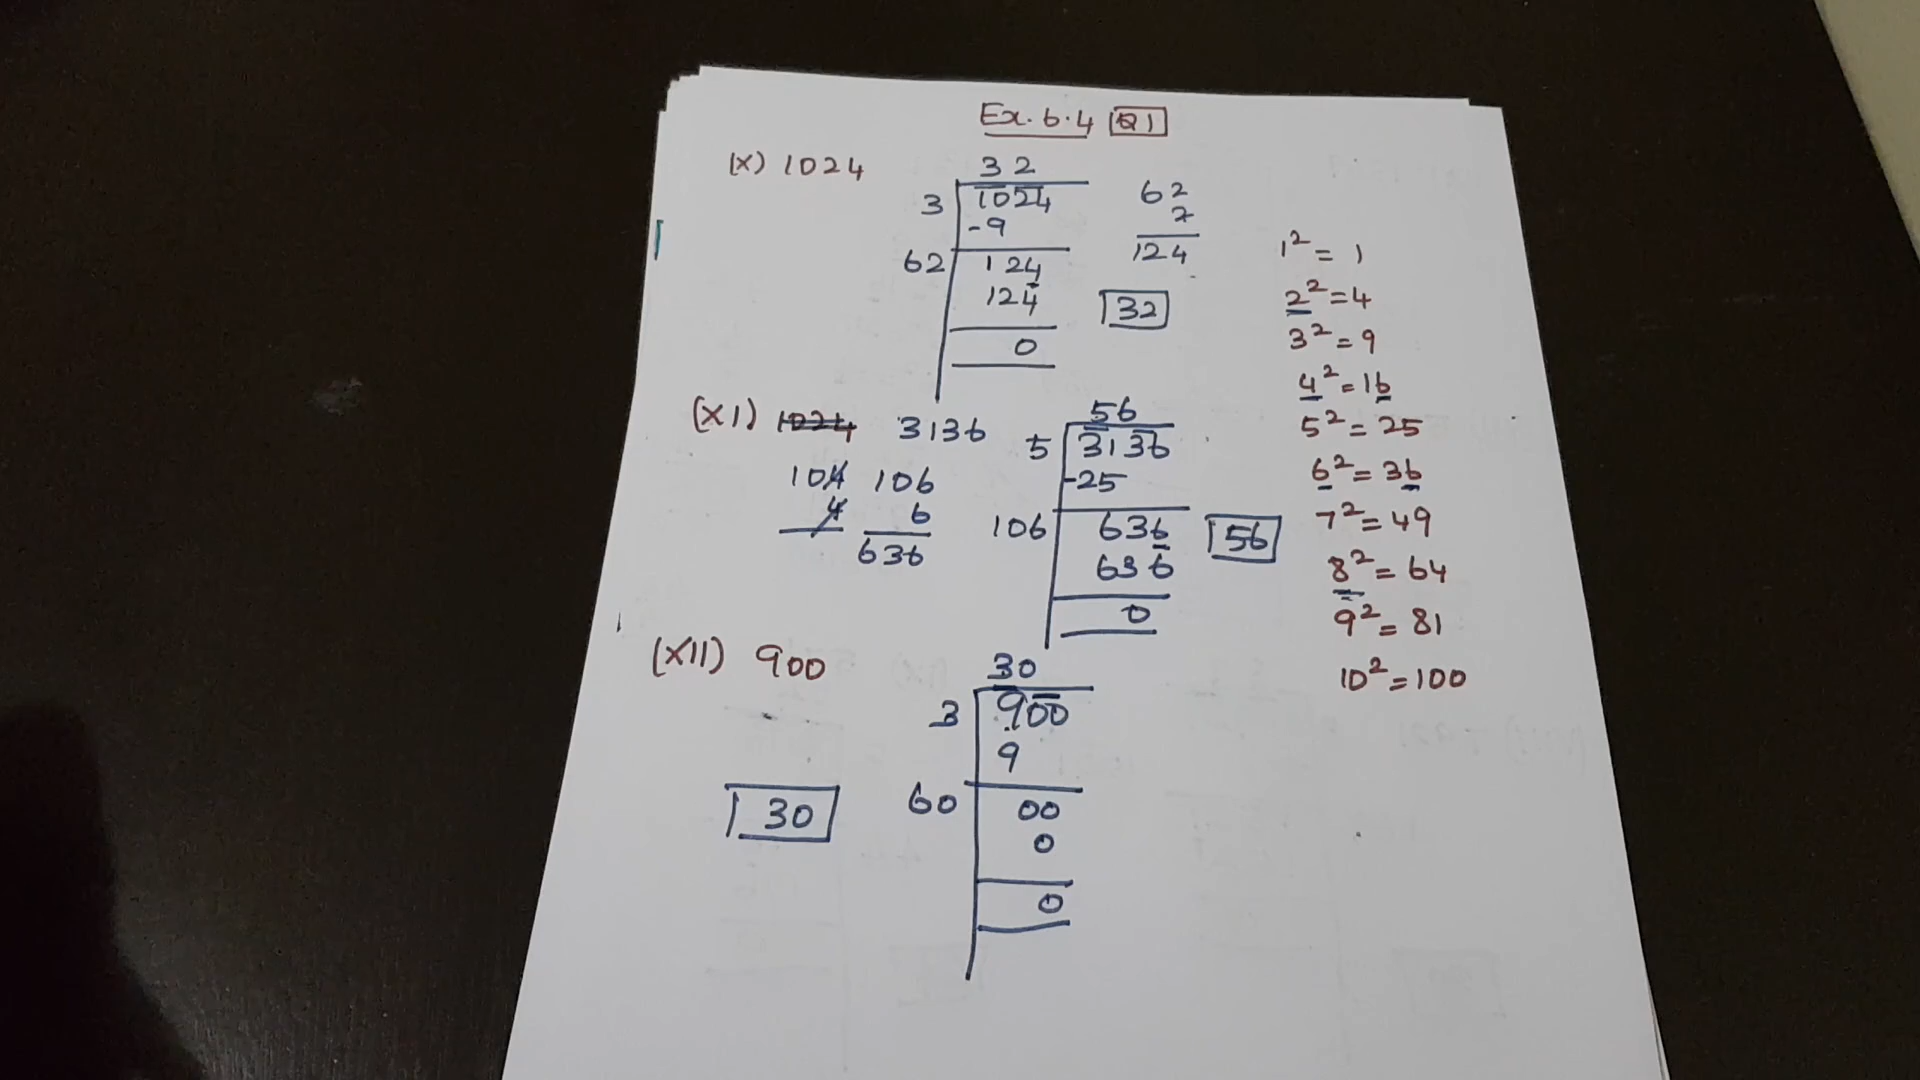 Ex. 6.4 Q1
(X) 1024
32
3 1024
-9
62 124
124
0
62
2
124
32
(XI) 1024 3136
56
5 3136
-25
106 636
636
0
104 106
4 6
636
56
(XII) 900
30
3 900
9
60 00
0
0
30
1² = 1
2² = 4
3² = 9
4² = 16
5² = 25
6² = 36
7² = 49
8² = 64
9² = 81
10² = 100